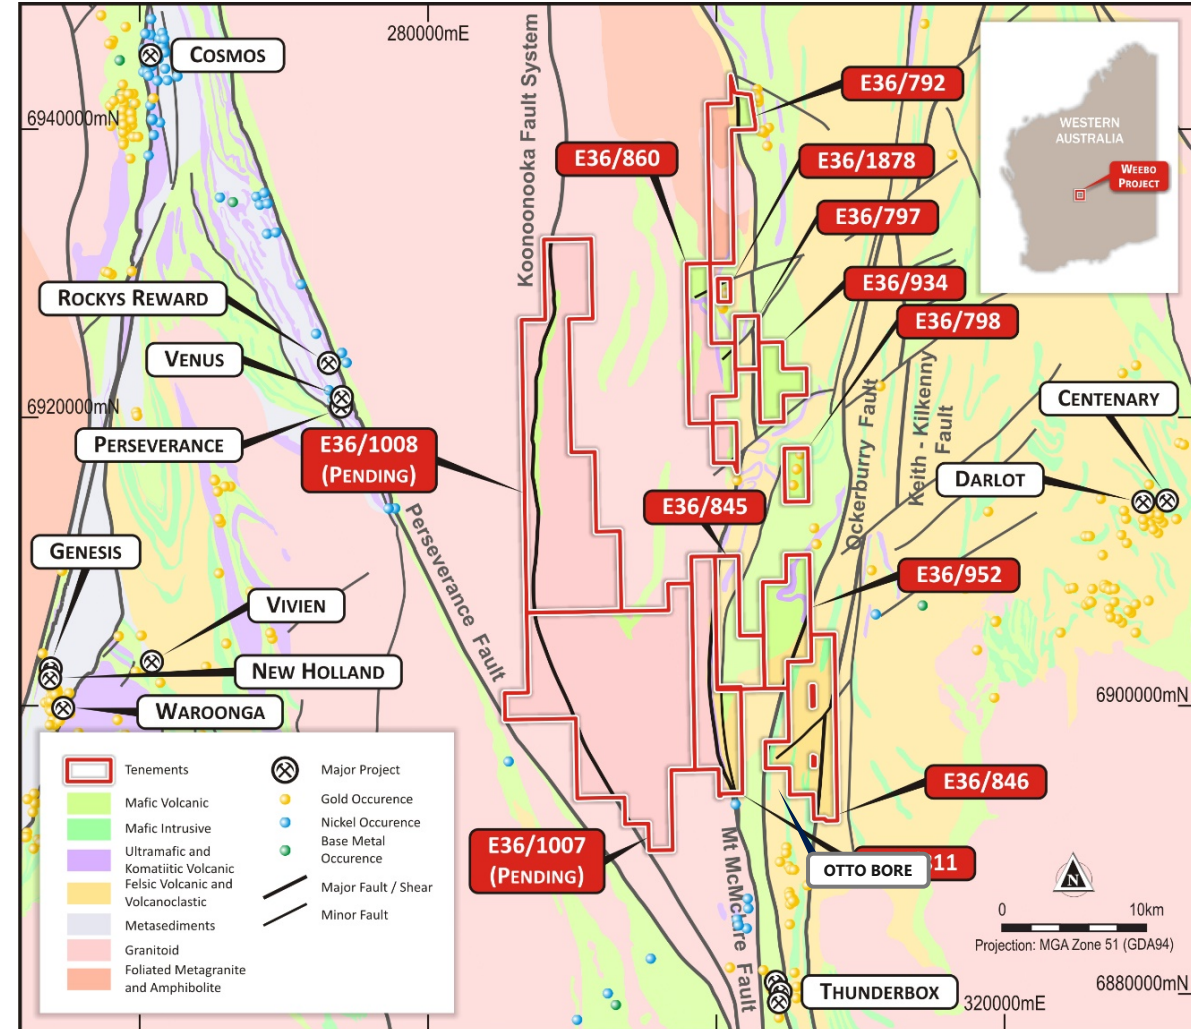 280000mE
COSMOS
Koonoonooka Fault System
E36/792
WESTERN
AUSTRALIA
WEEBO
PROJECT
6940000mN
E36/860
E36/1878
E36/797
E36/934
E36/798
ROCKYS REWARD
VENUS
6920000mN
PERSEVERANCE
E36/1008
(PENDING)
Ockerburry Fault
Keith - Kilkenny
Fault
CENTENARY
DARLOT
E36/845
Perseverance Fault
GENESIS
E36/952
VIVIEN
NEW HOLLAND
WAROONGA
6900000mN
E36/846
E36/1007
(PENDING)
OTTO BORE
11
Mt McMclure Fault
Tenements
Mafic Volcanic
Mafic Intrusive
Ultramafic and
Komatiitic Volcanic
Felsic Volcanic and
Volcanoclastic
Metasediments
Granitoid
Foliated Metagranite
and Amphibolite
Major Project
Gold Occurence
Nickel Occurence
Base Metal
Occurence
Major Fault / Shear
Minor Fault
N
0 10km
Projection: MGA Zone 51 (GDA94)
THUNDERBOX
320000mE
6880000mN